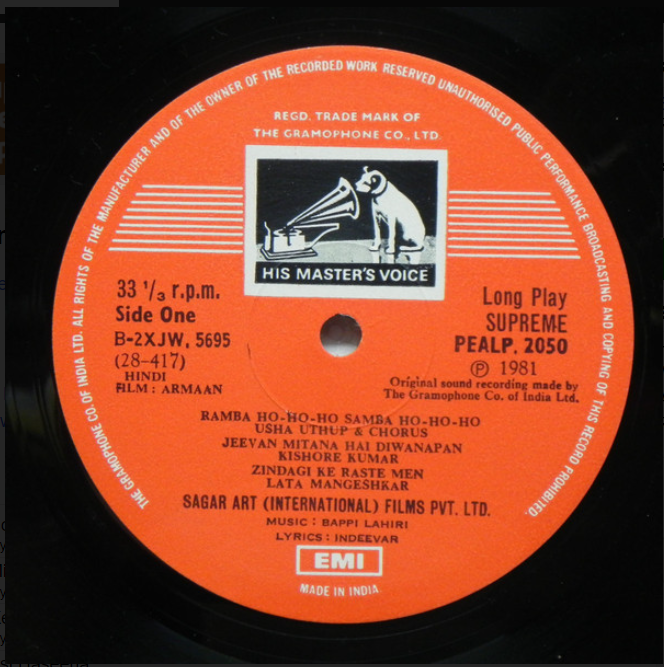 THE GRAMOPHONE CO. OF INDIA LTD. ALL RIGHTS OF THE MANUFACTURER AND OF THE OWNER OF THE RECORDED WORK RESERVED UNAUTHORISED PUBLIC PERFORMANCE BROADCASTING AND COPYING OF THIS RECORD PROHIBITED.
REGD. TRADE MARK OF
THE GRAMOPHONE CO., LTD.
HIS MASTER'S VOICE
33 ¹/₃ r.p.m.
Side One
B-2XJW, 5695
(28-417)
HINDI
FILM : ARMAAN
Long Play
SUPREME
PEALP. 2050
Ⓟ 1981
Original sound recording made by
The Gramophone Co. of India Ltd.
RAMBA HO-HO-HO SAMBA HO-HO-HO
USHA UTHUP & CHORUS
JEEVAN MITANA HAI DIWANAPAN
KISHORE KUMAR
ZINDAGI KE RASTE MEN
LATA MANGESHKAR
SAGAR ART (INTERNATIONAL) FILMS PVT. LTD.
MUSIC : BAPPI LAHIRI
LYRICS : INDEEVAR
EMI
MADE IN INDIA